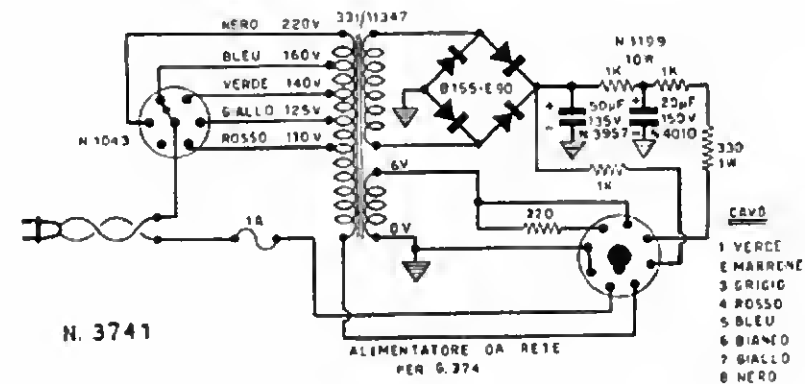 NERO 220V
331/11347
BLEU 160V
VERDE 140V
GIALLO 125V
ROSSO 110V
N.1043
B155-E90
N 3199
10W
1K 1K
50µF
135V
N 3957
20µF
150V
N 4010
330
1W
1K
6V
220
0V
1A
CAVO
1 VERDE
2 MARRONE
3 GRIGIO
4 ROSSO
5 BLEU
6 BIANCO
7 GIALLO
8 NERO
N. 3741
ALIMENTATORE DA RETE
PER G.374